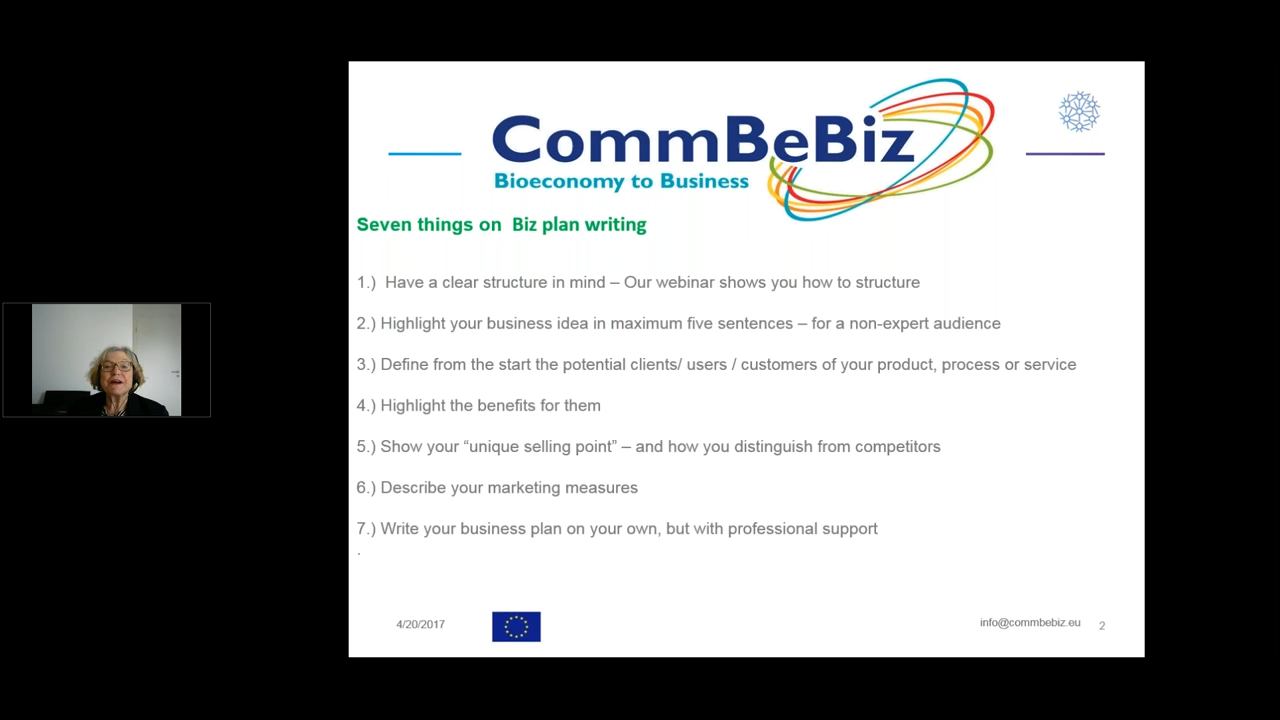 CommBeBiz
Bioeconomy to Business
Seven things on  Biz plan writing
1.)  Have a clear structure in mind – Our webinar shows you how to structure
2.) Highlight your business idea in maximum five sentences – for a non-expert audience
3.) Define from the start the potential clients/ users / customers of your product, process or service
4.) Highlight the benefits for them
5.) Show your “unique selling point” – and how you distinguish from competitors
6.) Describe your marketing measures
7.) Write your business plan on your own, but with professional support
.
4/20/2017
info@commbebiz.eu
2